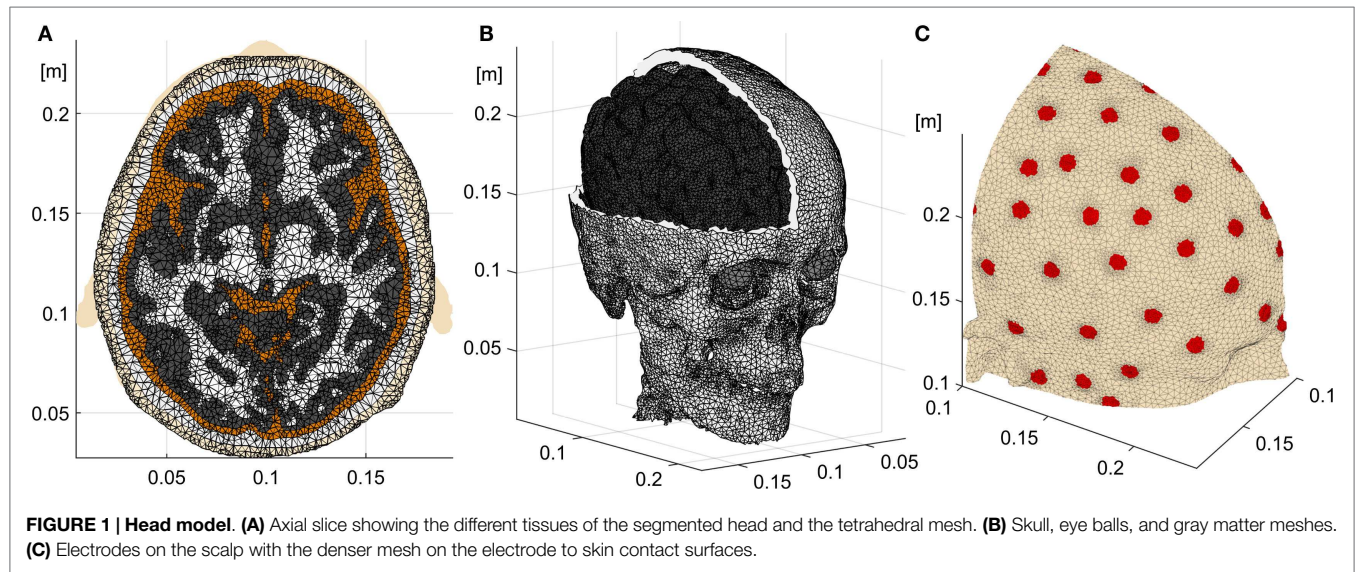 A
[m]
0.2
0.15
0.1
0.05
0.05 0.1 0.15
B
[m]
0.2
0.15
0.1
0.05
0.1
0.2
0.15
0.1
0.05
C
[m]
0.2
0.15
0.1
0.1
0.15
0.2
0.15
0.1
FIGURE 1 | Head model. (A) Axial slice showing the different tissues of the segmented head and the tetrahedral mesh. (B) Skull, eye balls, and gray matter meshes.
(C) Electrodes on the scalp with the denser mesh on the electrode to skin contact surfaces.